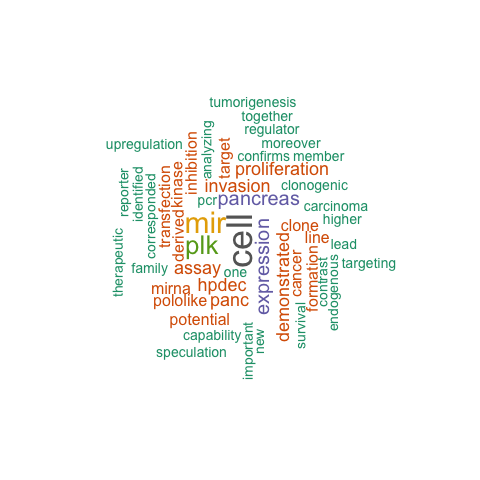 tumorigenesis
together
regulator
moreover
upregulation
analyzing
inhibition
target
confirms member
proliferation
kinase
reporter
identified
corresponded
transfection
derived
invasion
clonogenic
pcr
pancreas
carcinoma
higher
mir
cell
plk
expression
clone
line
lead
demonstrated
cancer
formation
contrast
endogenous
targeting
therapeutic
family
assay
one
hpdec
mirna
pololike
panc
survival
potential
capability
important
new
speculation